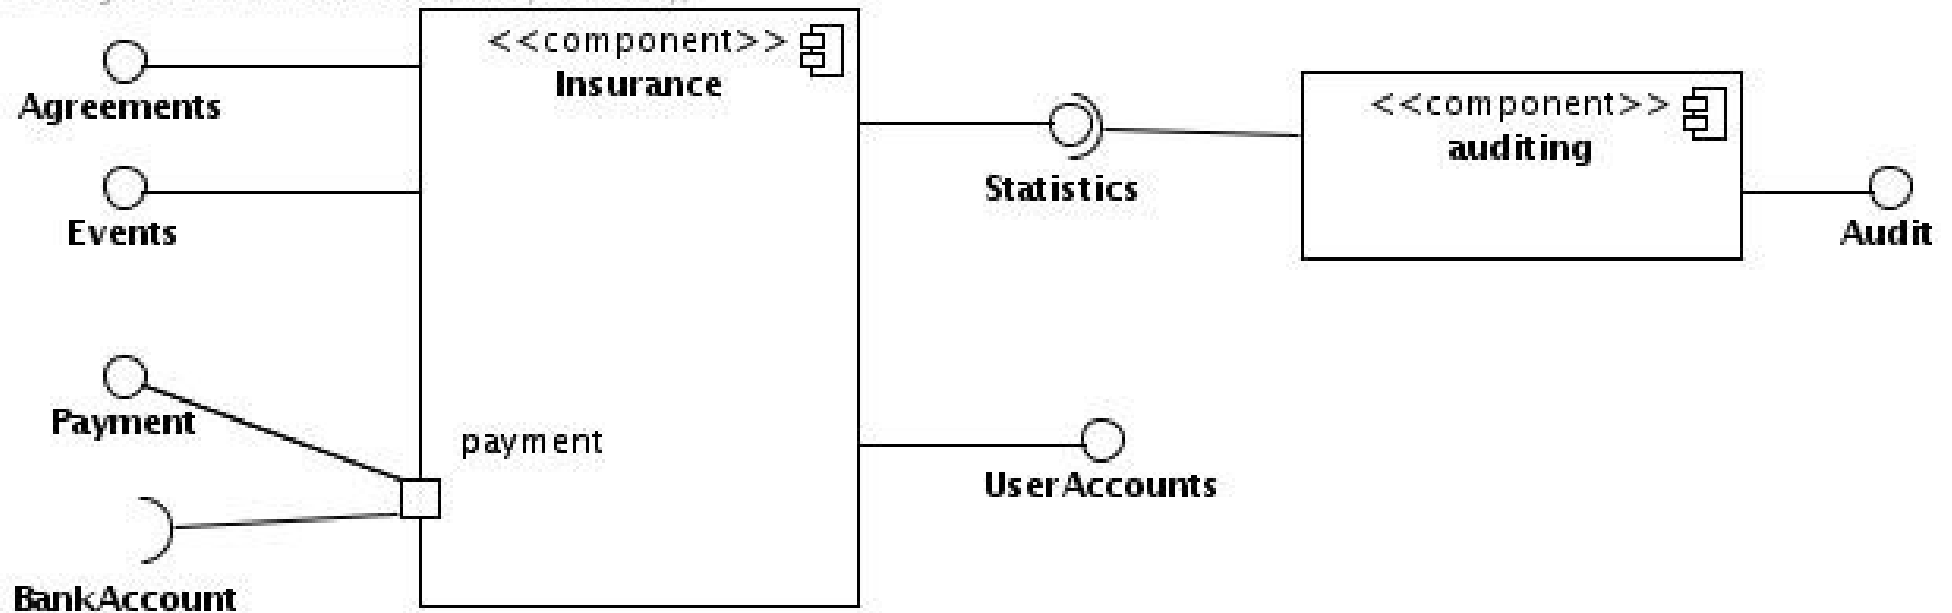 <<component>>
Insurance
Agreements
Events
Payment
payment
BankAccount
Statistics
UserAccounts
<<component>>
auditing
Audit